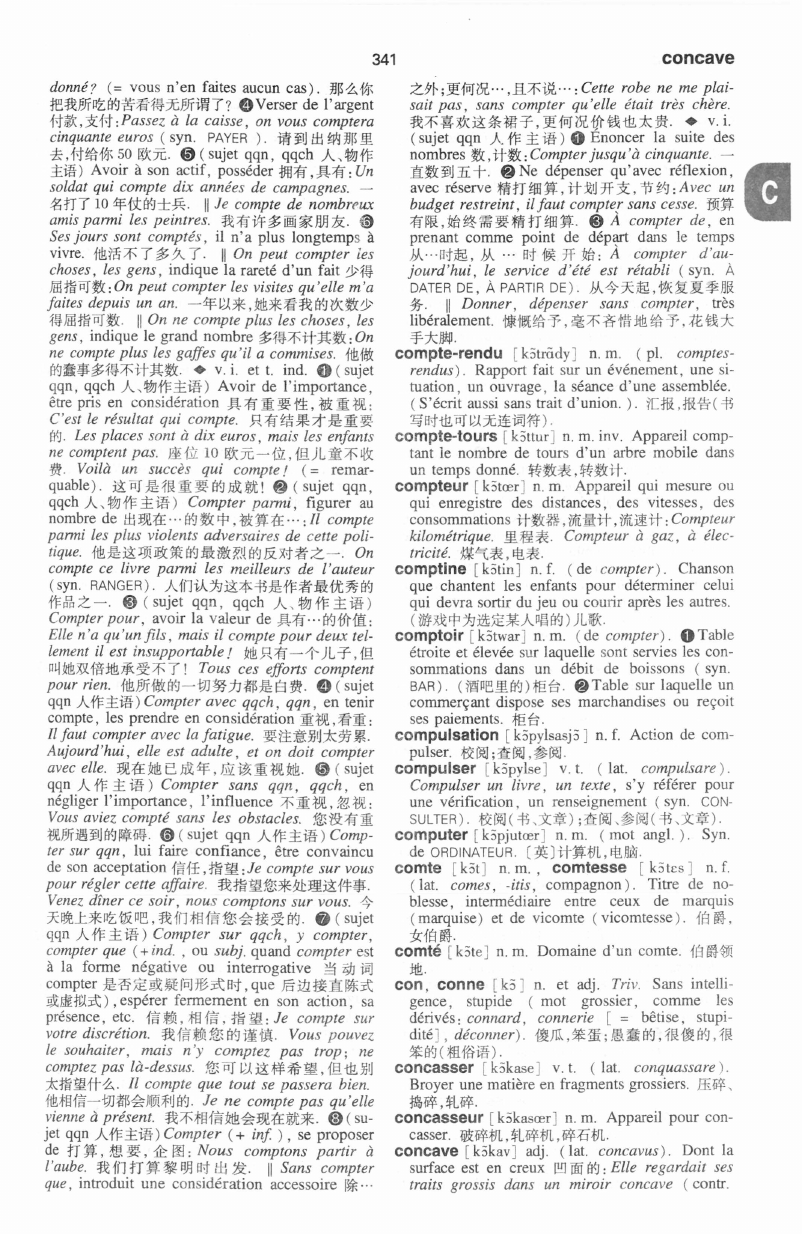 341
concave
donné? (= vous n'en faites aucun cas). 那么你
把我所吃的苦看得无所谓了? ❹Verser de l'argent
付款,支付:Passez à la caisse, on vous comptera
cinquante euros (syn. PAYER ). 请到出纳那里
去,付给你 50 欧元. ❺(sujet qqn, qqch 人、物作
主语) Avoir à son actif, posséder 拥有,具有:Un
soldat qui compte dix années de campagnes. 一
名打了 10 年仗的士兵. ‖Je compte de nombreux
amis parmi les peintres. 我有许多画家朋友. ❻
Ses jours sont comptés, il n'a plus longtemps à
vivre. 他活不了多久了. ‖ On peut compter les
choses, les gens, indique la rareté d'un fait 少得
屈指可数:On peut compter les visites qu'elle m'a
faites depuis un an. 一年以来,她来看我的次数少
得屈指可数. ‖ On ne compte plus les choses, les
gens, indique le grand nombre 多得不计其数:On
ne compte plus les gaffes qu'il a commises. 他做
的蠢事多得不计其数. ◆ v. i. et t. ind. ❶(sujet
qqn, qqch 人、物作主语) Avoir de l'importance,
être pris en considération 具有重要性,被重视:
C'est le résultat qui compte. 只有结果才是重要
的. Les places sont à dix euros, mais les enfants
ne comptent pas. 座位 10 欧元一位,但儿童不收
费. Voilà un succès qui compte! (= remar-
quable). 这可是很重要的成就! ❷(sujet qqn,
qqch 人、物作主语) Compter parmi, figurer au
nombre de 出现在…的数中,被算在…:Il compte
parmi les plus violents adversaires de cette poli-
tique. 他是这项政策的最激烈的反对者之一. On
compte ce livre parmi les meilleurs de l'auteur
(syn. RANGER). 人们认为这本书是作者最优秀的
作品之一. ❸(sujet qqn, qqch 人、物作主语)
Compter pour, avoir la valeur de 具有…的价值:
Elle n'a qu'un fils, mais il compte pour deux tel-
lement il est insupportable! 她只有一个儿子,但
叫她双倍地承受不了! Tous ces efforts comptent
pour rien. 他所做的一切努力都是白费. ❹(sujet
qqn 人作主语)Compter avec qqch, qqn, en tenir
compte, les prendre en considération 重视,看重:
Il faut compter avec la fatigue. 要注意别太劳累.
Aujourd'hui, elle est adulte, et on doit compter
avec elle. 现在她已成年,应该重视她. ❺(sujet
qqn 人作主语) Compter sans qqn, qqch, en
négliger l'importance, l'influence 不重视,忽视:
Vous aviez compté sans les obstacles. 您没有重
视所遇到的障碍. ❻(sujet qqn 人作主语)Comp-
ter sur qqn, lui faire confiance, être convaincu
de son acceptation 信任,指望:Je compte sur vous
pour régler cette affaire. 我指望您来处理这件事.
Venez dîner ce soir, nous comptons sur vous. 今
天晚上来吃饭吧,我们相信您会接受的. ❼(sujet
qqn 人作主语) Compter sur qqch, y compter,
compter que (+ind., ou subj. quand compter est
à la forme négative ou interrogative 当动词
compter 是否定或疑问形式时,que 后边接直陈式
或虚拟式), espérer fermement en son action, sa
présence, etc. 信赖,相信,指望:Je compte sur
votre discrétion. 我信赖您的谨慎. Vous pouvez
le souhaiter, mais n'y comptez pas trop; ne
comptez pas là-dessus. 您可以这样希望,但也别
太指望什么. Il compte que tout se passera bien.
他相信一切都会顺利的. Je ne compte pas qu'elle
vienne à présent. 我不相信她会现在就来. ❽(su-
jet qqn 人作主语)Compter (+ inf.), se proposer
de 打算,想要,企图:Nous comptons partir à
l'aube. 我们打算黎明时出发. ‖ Sans compter
que, introduit une considération accessoire 除…
之外;更何况…,且不说…:Cette robe ne me plai-
sait pas, sans compter qu'elle était très chère.
我不喜欢这条裙子,更何况价钱也太贵. ◆ v. i.
(sujet qqn 人作主语)❶ Énoncer la suite des
nombres 数,计数:Compter jusqu'à cinquante. 一
直数到五十. ❷Ne dépenser qu'avec réflexion,
avec réserve 精打细算,计划开支,节约:Avec un
budget restreint, il faut compter sans cesse. 预算
有限,始终需要精打细算. ❸ À compter de, en
prenant comme point de départ dans le temps
从…时起, 从 … 时候开始: À compter d'au-
jourd'hui, le service d'été est rétabli (syn. À
DATER DE, À PARTIR DE). 从今天起,恢复夏季服
务. ‖ Donner, dépenser sans compter, très
libéralement. 慷慨给予,毫不吝惜地给予,花钱大
手大脚.
compte-rendu [kɔ̃trɑ̃dy] n. m. ( pl. comptes-
rendus). Rapport fait sur un événement, une si-
tuation, un ouvrage, la séance d'une assemblée.
(S'écrit aussi sans trait d'union.). 汇报,报告(书
写时也可以无连词符).
compte-tours [kɔ̃ttur] n. m. inv. Appareil comp-
tant le nombre de tours d'un arbre mobile dans
un temps donné. 转数表,转数计.
compteur [kɔ̃tœr] n. m. Appareil qui mesure ou
qui enregistre des distances, des vitesses, des
consommations 计数器,流量计,流速计:Compteur
kilométrique. 里程表. Compteur à gaz, à élec-
tricité. 煤气表,电表.
comptine [kɔ̃tin] n. f. (de compter). Chanson
que chantent les enfants pour déterminer celui
qui devra sortir du jeu ou courir après les autres.
(游戏中为选定某人唱的)儿歌.
comptoir [kɔ̃twar] n. m. (de compter). ❶Table
étroite et élevée sur laquelle sont servies les con-
sommations dans un débit de boissons ( syn.
BAR). (酒吧里的)柜台. ❷Table sur laquelle un
commerçant dispose ses marchandises ou reçoit
ses paiements. 柜台.
compulsation [kɔ̃pylsasjɔ̃] n. f. Action de com-
pulser. 校阅;查阅,参阅.
compulser [kɔ̃pylse] v. t. ( lat. compulsare).
Compulser un livre, un texte, s'y référer pour
une vérification, un renseignement ( syn. CON-
SULTER). 校阅(书、文章);查阅、参阅(书、文章).
computer [kɔ̃pjutœr] n. m. (mot angl.). Syn.
de ORDINATEUR. [英]计算机,电脑.
comte [kɔ̃t] n. m., comtesse [kɔ̃tɛs] n. f.
(lat. comes, -itis, compagnon). Titre de no-
blesse, intermédiaire entre ceux de marquis
(marquise) et de vicomte (vicomtesse). 伯爵,
女伯爵.
comté [kɔ̃te] n. m. Domaine d'un comte. 伯爵领
地.
con, conne [kɔ̃] n. et adj. Triv. Sans intelli-
gence, stupide ( mot grossier, comme les
dérivés: connard, connerie [ = bêtise, stupi-
dité], déconner). 傻瓜,笨蛋;愚蠢的,很傻的,很
笨的(粗俗语).
concasser [kɔ̃kase] v. t. ( lat. conquassare).
Broyer une matière en fragments grossiers. 压碎、
捣碎,轧碎.
concasseur [kɔ̃kasœr] n. m. Appareil pour con-
casser. 破碎机,轧碎机,碎石机.
concave [kɔ̃kav] adj. (lat. concavus). Dont la
surface est en creux 凹面的:Elle regardait ses
traits grossis dans un miroir concave ( contr.
C